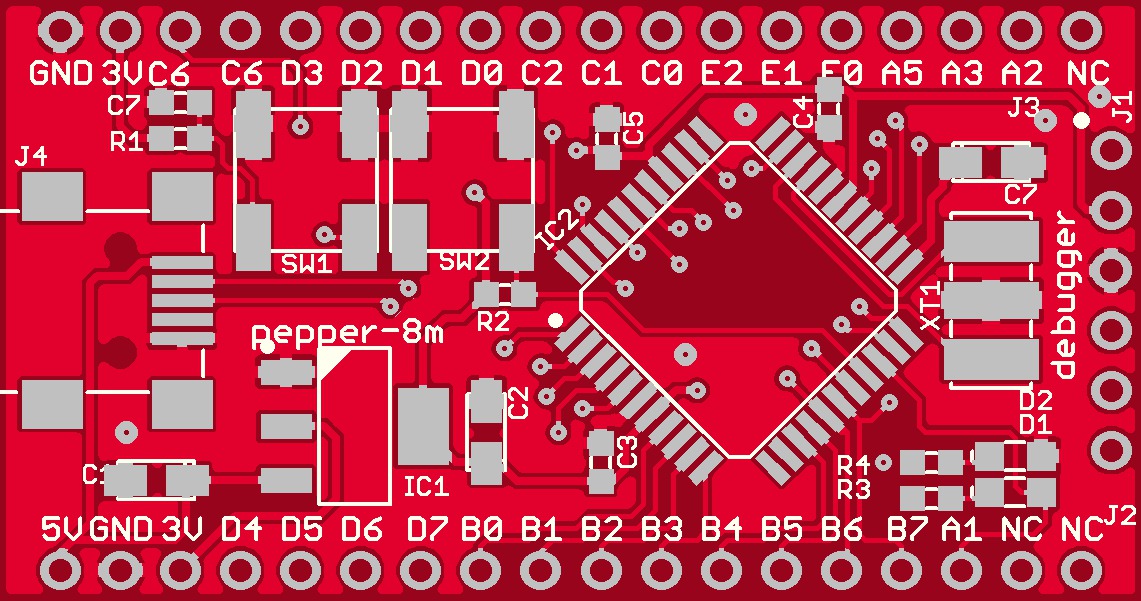 GND 3V C6 C6 D3 D2 D1 D0 C2 C1 C0 E2 E1 E0 A5 A3 A2 NC
C7
R1
J4
C5
C4
J3
J1
C7
IC2
SW1
SW2
XT1
debugger
R2
pepper-8m
C2
D2
D1
C3
R4
R3
IC1
J2
5V GND 3V D4 D5 D6 D7 B0 B1 B2 B3 B4 B5 B6 B7 A1 NC NC